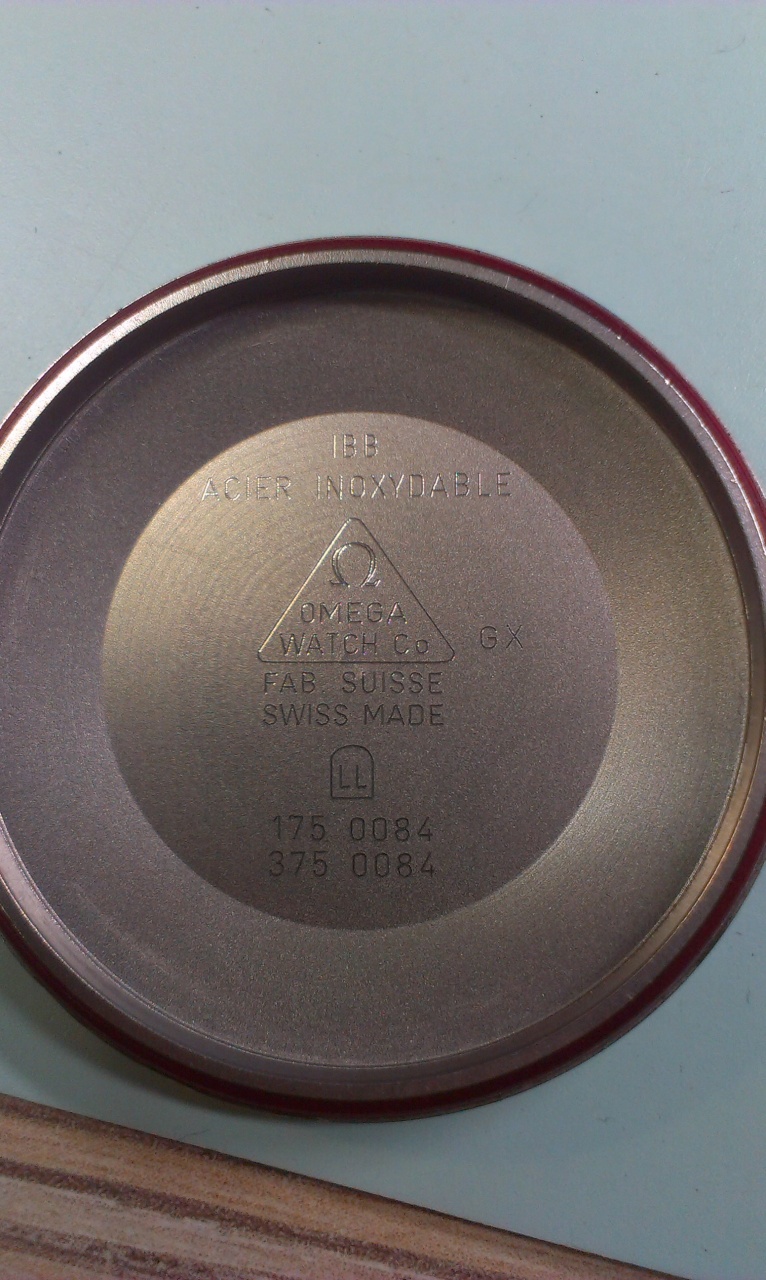 IBB
ACIER INOXYDABLE
Ω
OMEGA
WATCH Co
GX
FAB. SUISSE
SWISS MADE
LL
175 0084
375 0084